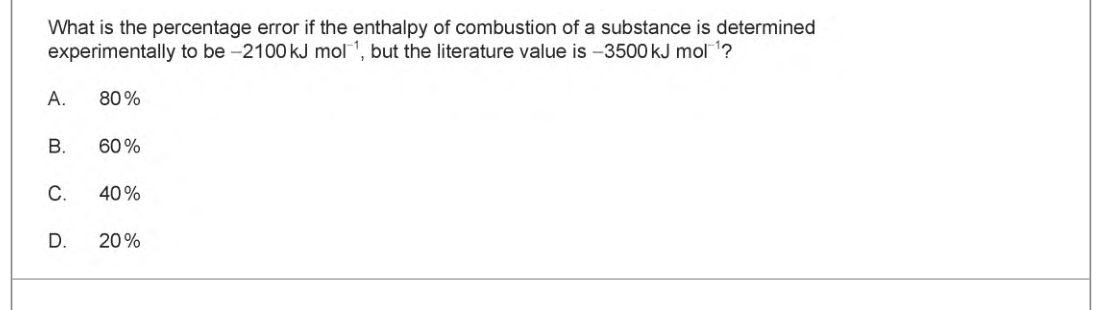 What is the percentage error if the enthalpy of combustion of a substance is determined
experimentally to be –2100 kJ mol⁻¹, but the literature value is –3500 kJ mol⁻¹?
A. 80 %
B. 60 %
C. 40 %
D. 20 %